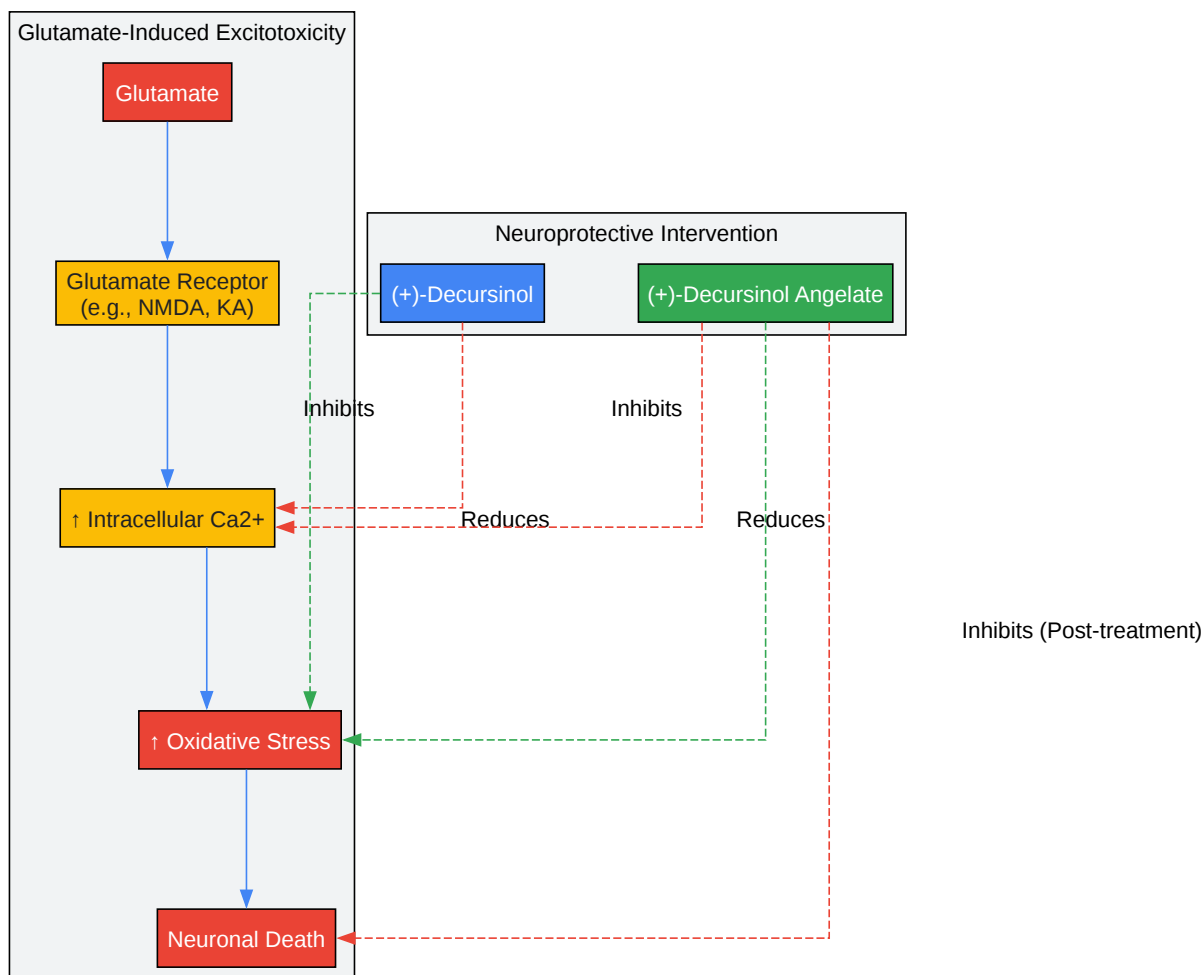 Glutamate-Induced Excitotoxicity
Glutamate
Neuroprotective Intervention
Glutamate Receptor
(e.g., NMDA, KA)
(+)-Decursinol
(+)-Decursinol Angelate
Inhibits
Inhibits
↑ Intracellular Ca2+
Reduces
Reduces
Inhibits (Post-treatment)
↑ Oxidative Stress
Neuronal Death